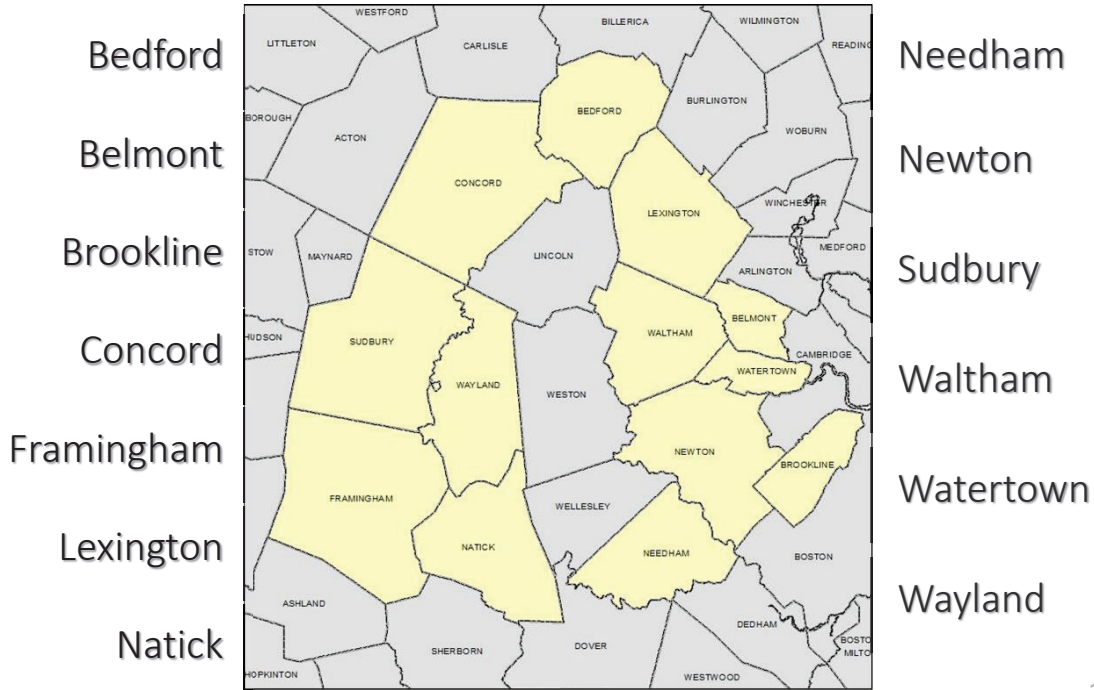 Bedford
Belmont
Brookline
Concord
Framingham
Lexington
Natick
WESTFORD
BILLERICA
WILMINGTON
LITTLETON
CARLISLE
READING
BEDFORD
BURLINGTON
BOROUGH
ACTON
WOBURN
CONCORD
WINCHESTER
LEXINGTON
STOW
MAYNARD
LINCOLN
MEDFORD
ARLINGTON
BELMONT
HUDSON
SUDBURY
WALTHAM
CAMBRIDGE
WATERTOWN
WAYLAND
WESTON
NEWTON
BROOKLINE
FRAMINGHAM
WELLESLEY
NATICK
NEEDHAM
BOSTON
ASHLAND
DEDHAM
SHERBORN
DOVER
BOSTO
MILTO
HOPKINTON
WESTWOOD
Needham
Newton
Sudbury
Waltham
Watertown
Wayland